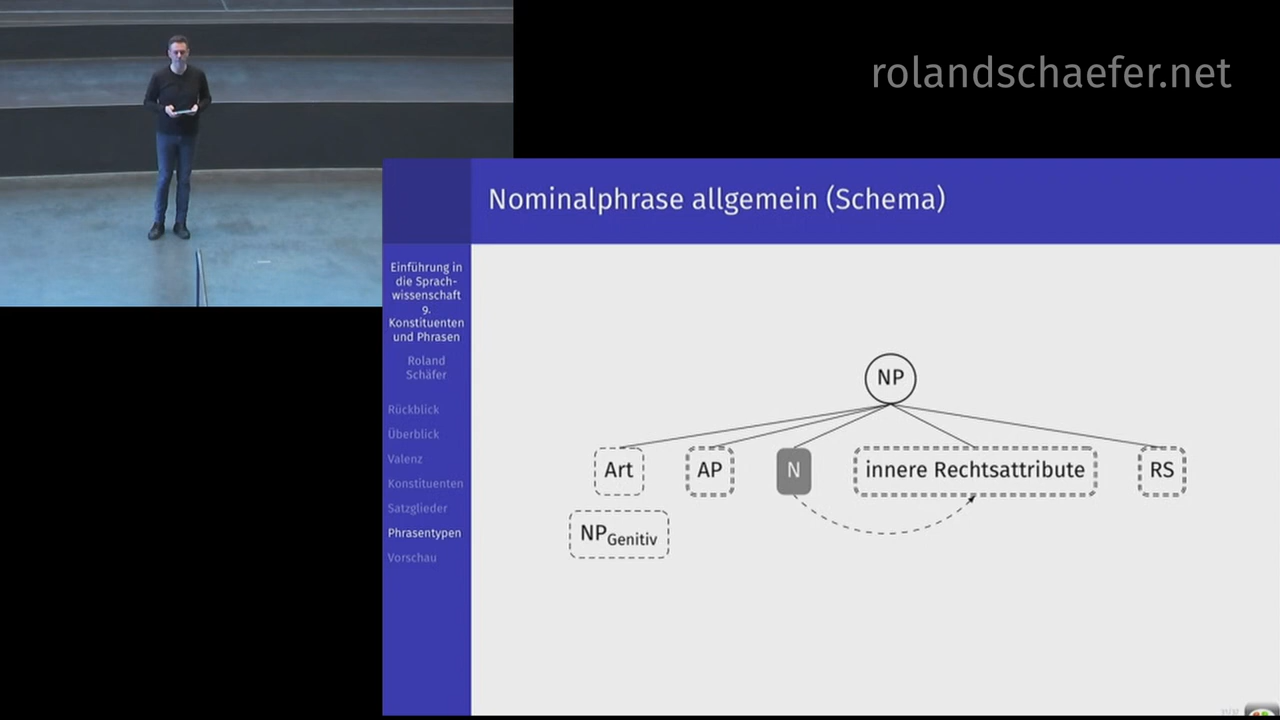 rolandschaefer.net
Nominalphrase allgemein (Schema)
Einführung in
die Sprach-
wissenschaft
9.
Konstituenten
und Phrasen
Roland
Schäfer
Rückblick
Überblick
Valenz
Konstituenten
Satzglieder
Phrasentypen
Vorschau
NP
Art AP N innere Rechtsattribute RS
NPGenitiv